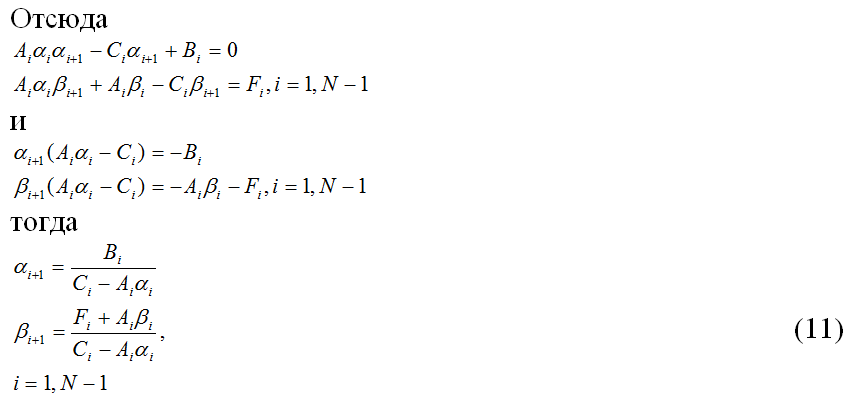 Отсюда
A_i α_i α_{i+1} − C_i α_{i+1} + B_i = 0
A_i α_i β_{i+1} + A_i β_i − C_i β_{i+1} = F_i, i = 1, N − 1
и
α_{i+1}(A_i α_i − C_i) = −B_i
β_{i+1}(A_i α_i − C_i) = −A_i β_i − F_i, i = 1, N − 1
тогда
α_{i+1} = \frac{B_i}{C_i − A_i α_i}
β_{i+1} = \frac{F_i + A_i β_i}{C_i − A_i α_i}, (11)
i = 1, N − 1